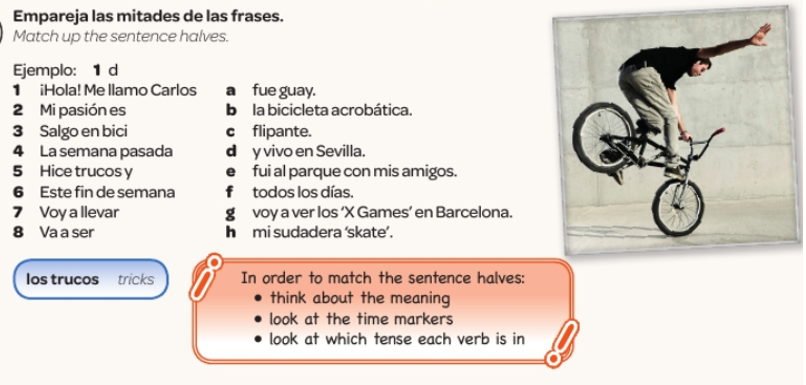 Empareja las mitades de las frases.
Match up the sentence halves.
Ejemplo: 1 d
1 ¡Hola! Me llamo Carlos
2 Mi pasión es
3 Salgo en bici
4 La semana pasada
5 Hice trucos y
6 Este fin de semana
7 Voy a llevar
8 Va a ser
a fue guay.
b la bicicleta acrobática.
c flipante.
d y vivo en Sevilla.
e fui al parque con mis amigos.
f todos los días.
g voy a ver los ‘X Games’ en Barcelona.
h mi sudadera ‘skate’.
los trucos tricks
In order to match the sentence halves:
• think about the meaning
• look at the time markers
• look at which tense each verb is in